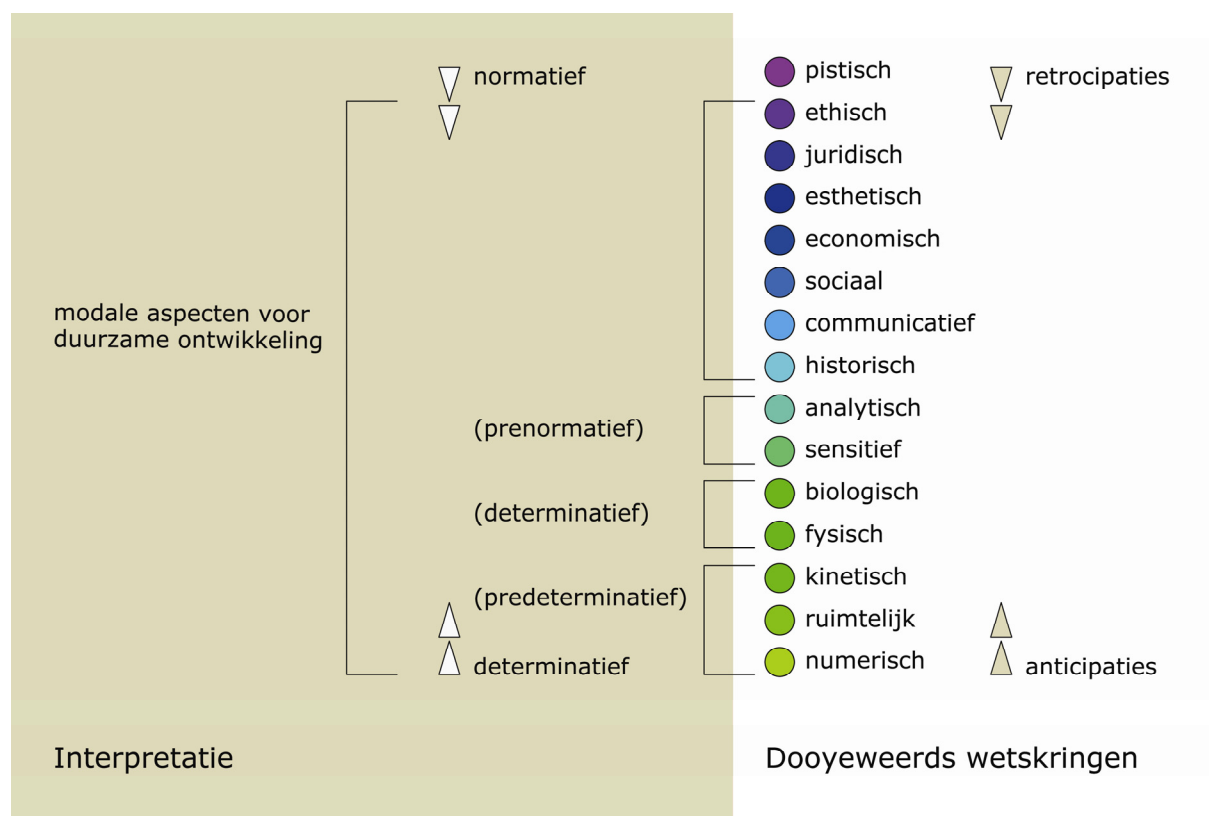 normatief
pistisch
retrocipaties
ethisch
juridisch
esthetisch
economisch
sociaal
modale aspecten voor
duurzame ontwikkeling
communicatief
historisch
analytisch
(prenormatief)
sensitief
biologisch
(determinatief)
fysisch
kinetisch
(predeterminatief)
ruimtelijk
determinatief
numerisch
anticipaties
Interpretatie
Dooyeweerds wetskringen